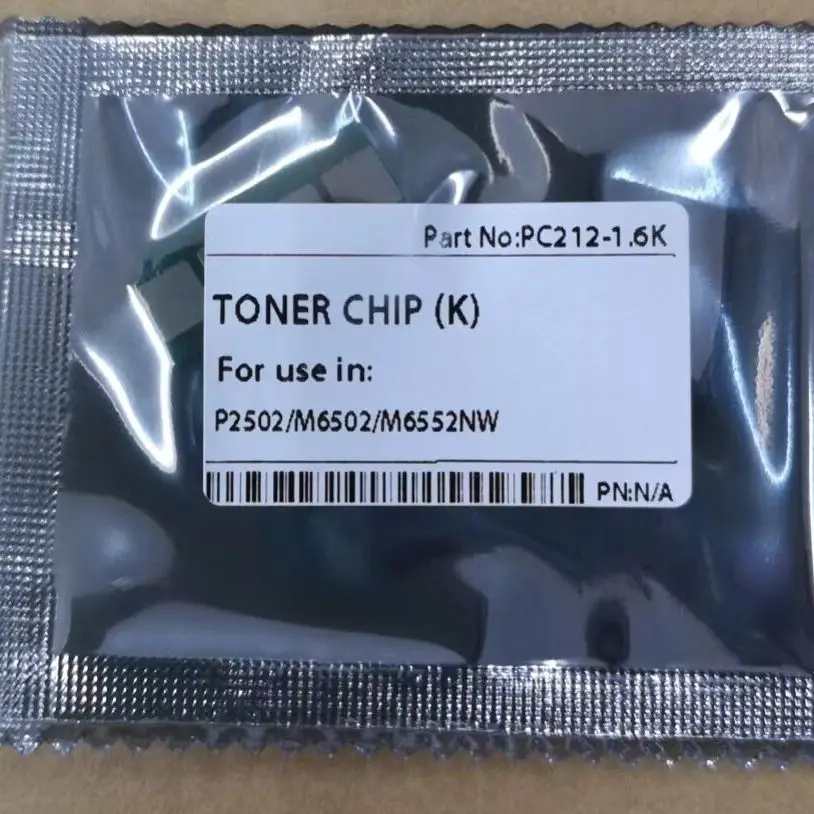 Part No:PC212-1.6K
TONER CHIP (K)
For use in:
P2502/M6502/M6552NW
PN:N/A